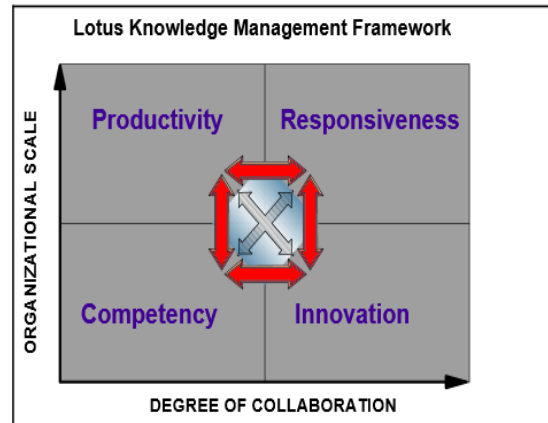 Lotus Knowledge Management Framework
Productivity
Responsiveness
ORGANIZATIONAL SCALE
Competency
Innovation
DEGREE OF COLLABORATION